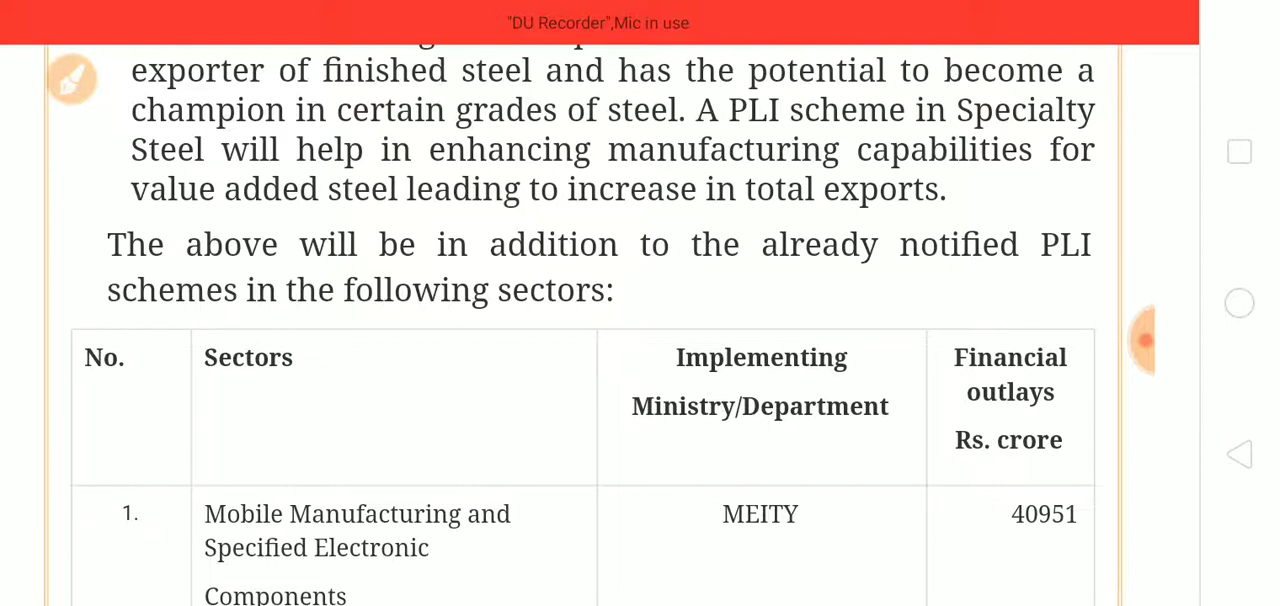 "DU Recorder",Mic in use
exporter of finished steel and has the potential to become a
champion in certain grades of steel. A PLI scheme in Specialty
Steel will help in enhancing manufacturing capabilities for
value added steel leading to increase in total exports.
The above will be in addition to the already notified PLI
schemes in the following sectors:
No. Sectors Implementing Ministry/Department Financial outlays Rs. crore
1. Mobile Manufacturing and MEITY 40951
Specified Electronic
Components